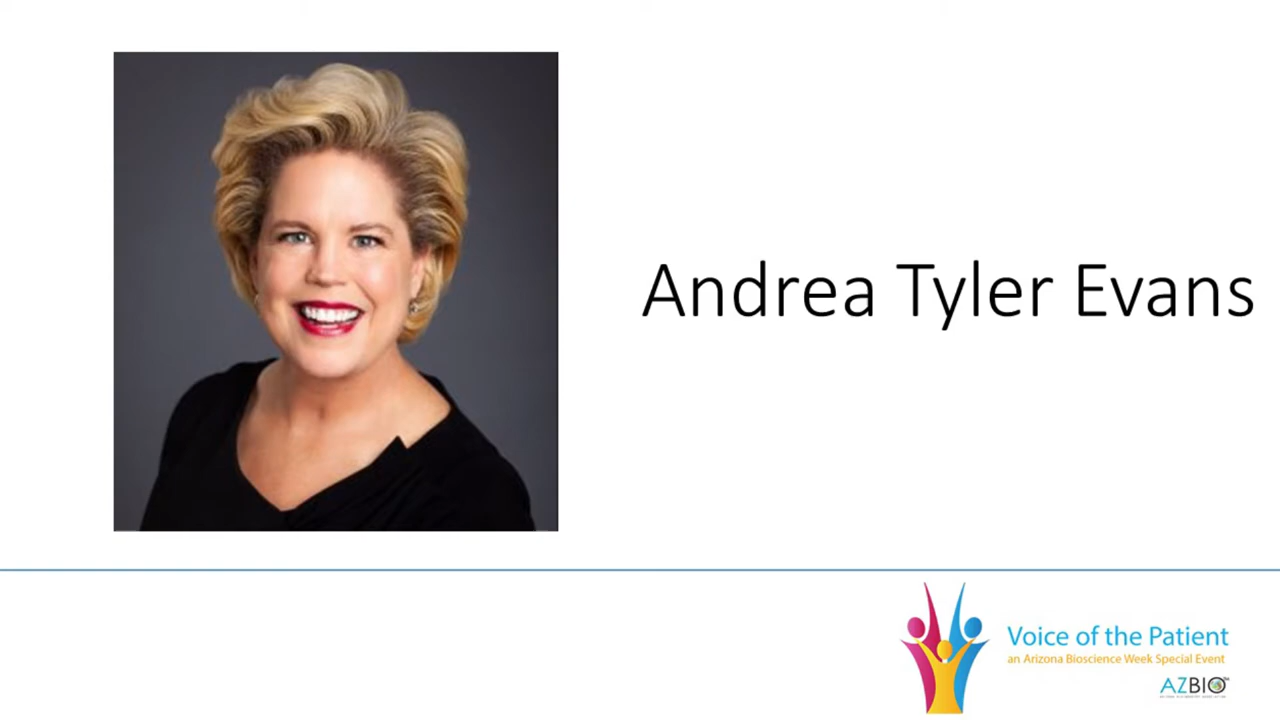 Andrea Tyler Evans
Voice of the Patient
an Arizona Bioscience Week Special Event
AZBIO